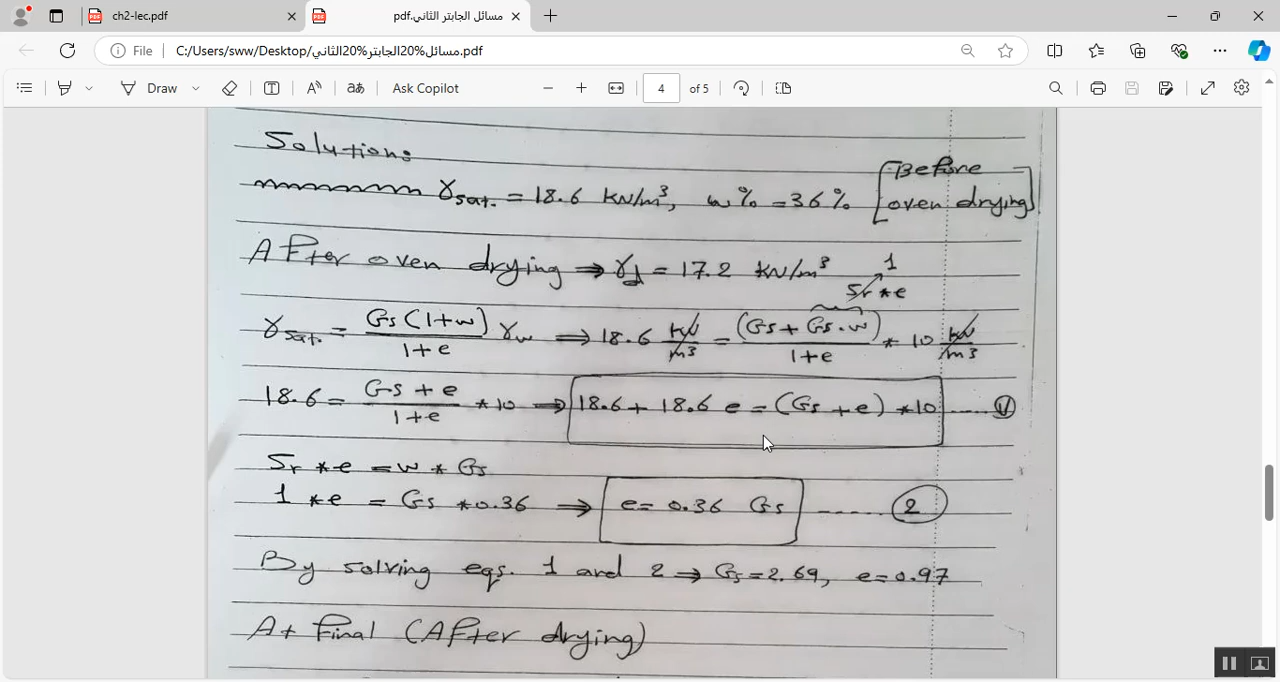 ch2-lec.pdf
مسائل الجابتر الثاني.pdf
File C:/Users/sww/Desktop/مسائل%20الجابتر%20الثاني.pdf
Draw Ask Copilot 4 of 5
Solution:
γsat. = 18.6 kN/m³, w% = 36% [Before
oven drying]
After oven drying ⇒ γd = 17.2 kN/m³
1
Sr * e
γsat. = Gs(1+w) / 1+e γw ⇒ 18.6 kN/m³ = (Gs + Gs.w) / 1+e * 10 kN/m³
18.6 = Gs + e / 1+e * 10 ⇒ 18.6 + 18.6 e = (Gs + e) * 10 ..... 1
Sr * e = w * Gs
1 * e = Gs * 0.36 ⇒ e = 0.36 Gs ...... 2
By solving eqs. 1 and 2 ⇒ Gs = 2.69, e = 0.97
At final (After drying)